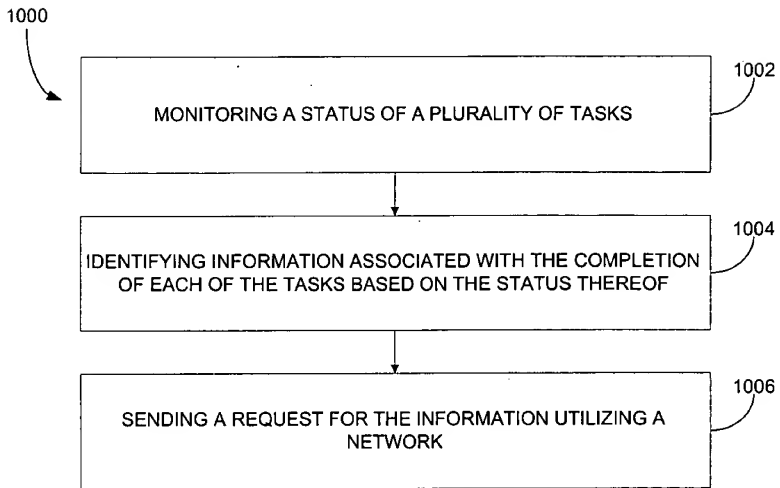 1000
1002
MONITORING A STATUS OF A PLURALITY OF TASKS
1004
IDENTIFYING INFORMATION ASSOCIATED WITH THE COMPLETION
OF EACH OF THE TASKS BASED ON THE STATUS THEREOF
1006
SENDING A REQUEST FOR THE INFORMATION UTILIZING A
NETWORK